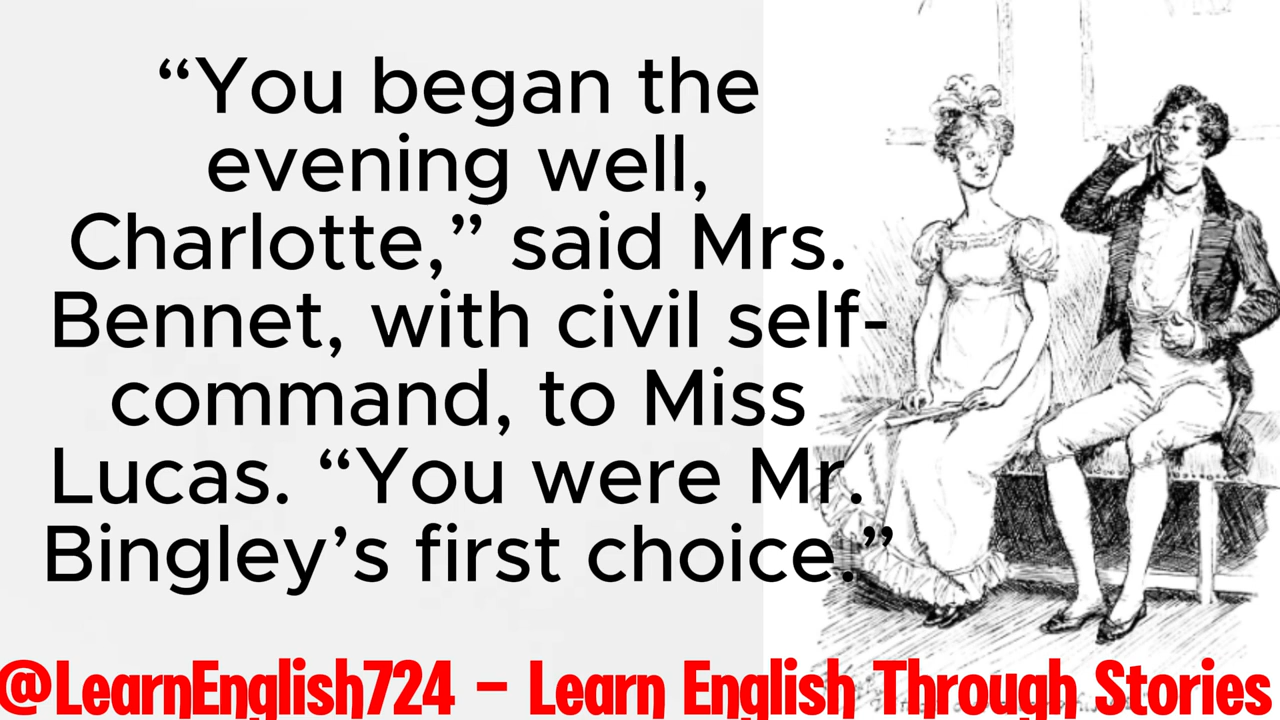 “You began the
evening well,
Charlotte,” said Mrs.
Bennet, with civil self-
command, to Miss
Lucas. “You were Mr.
Bingley’s first choice.”
@LearnEnglish724 – Learn English Through Stories